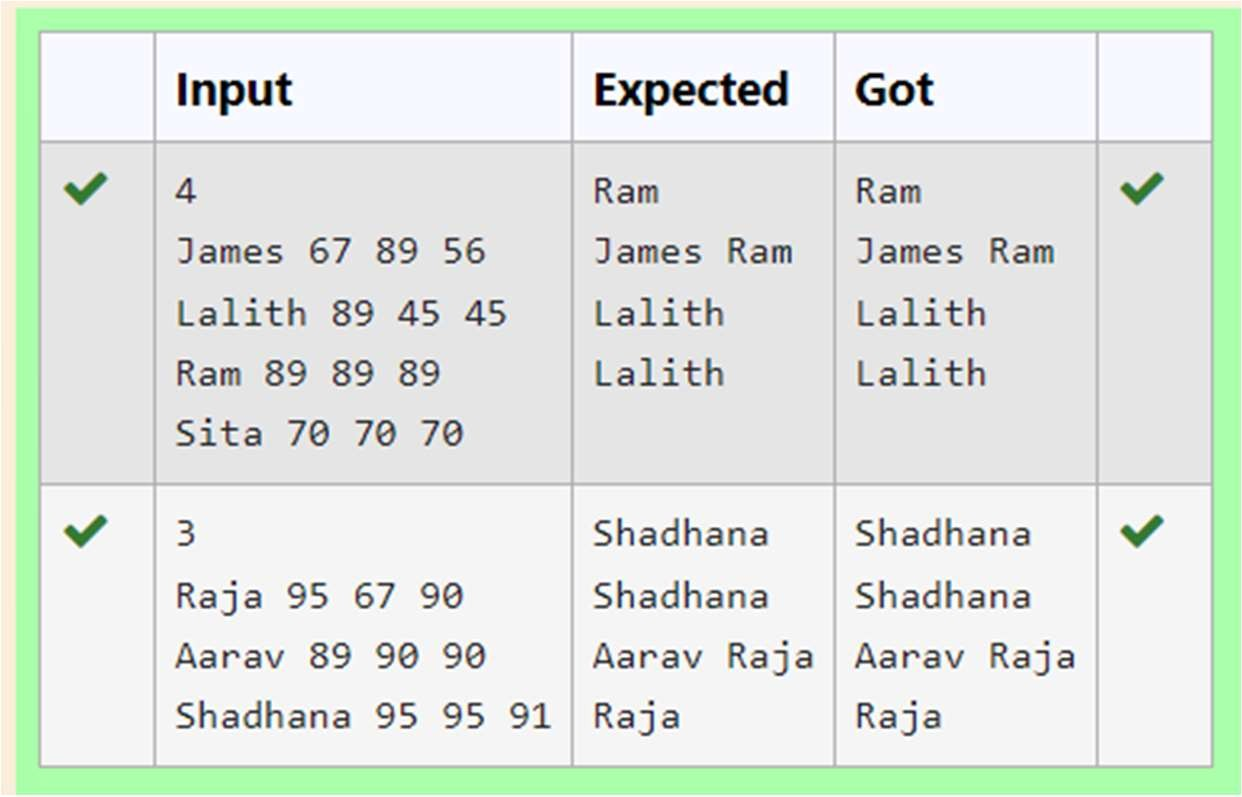 Input Expected Got
4 Ram Ram
James 67 89 56 James Ram James Ram
Lalith 89 45 45 Lalith Lalith
Ram 89 89 89 Lalith Lalith
Sita 70 70 70
3 Shadhana Shadhana
Raja 95 67 90 Shadhana Shadhana
Aarav 89 90 90 Aarav Raja Aarav Raja
Shadhana 95 95 91 Raja Raja